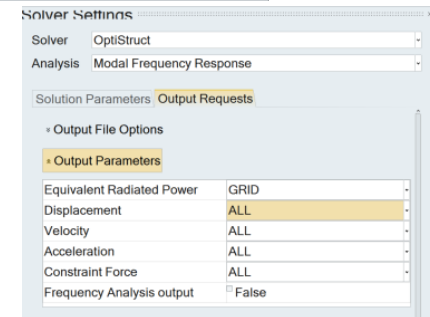 Solver Settings
Solver OptiStruct
Analysis Modal Frequency Response
Solution Parameters Output Requests
Output File Options
Output Parameters
Equivalent Radiated Power GRID
Displacement ALL
Velocity ALL
Acceleration ALL
Constraint Force ALL
Frequency Analysis output False